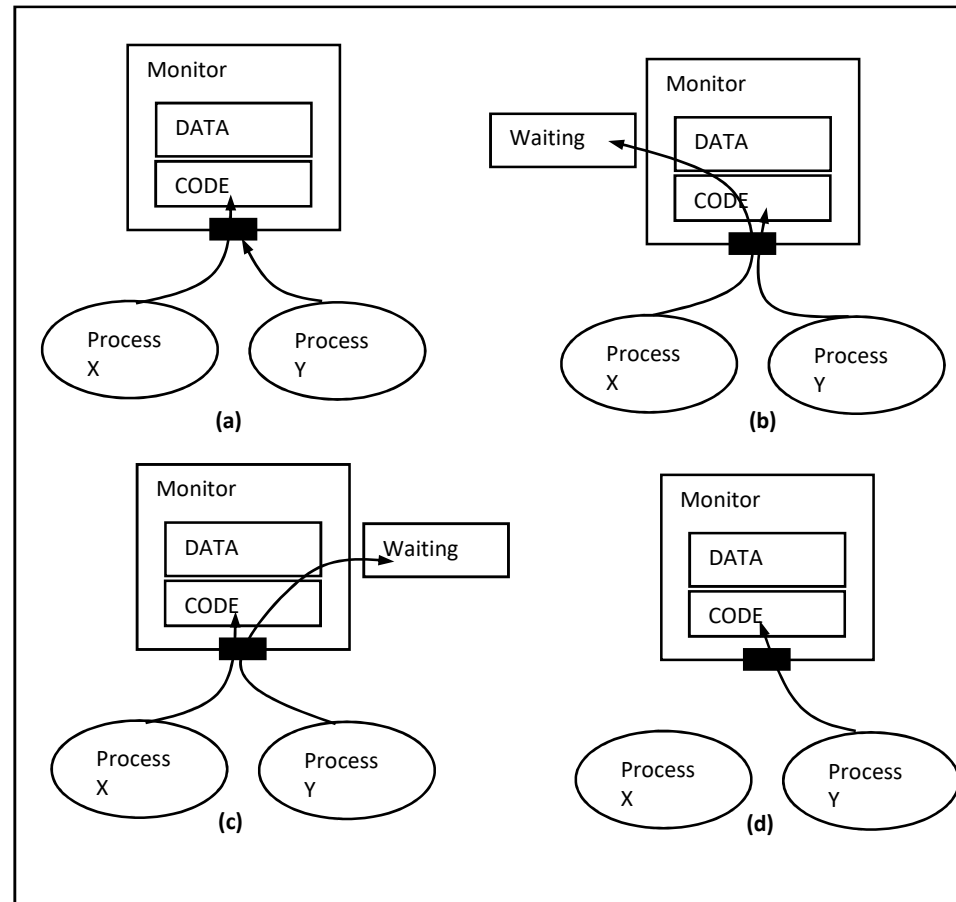 Monitor
DATA
CODE
Process
X
Process
Y
(a)
Monitor
Waiting
DATA
CODE
Process
X
Process
Y
(b)
Monitor
DATA
Waiting
CODE
Process
X
Process
Y
(c)
Monitor
DATA
CODE
Process
X
Process
Y
(d)